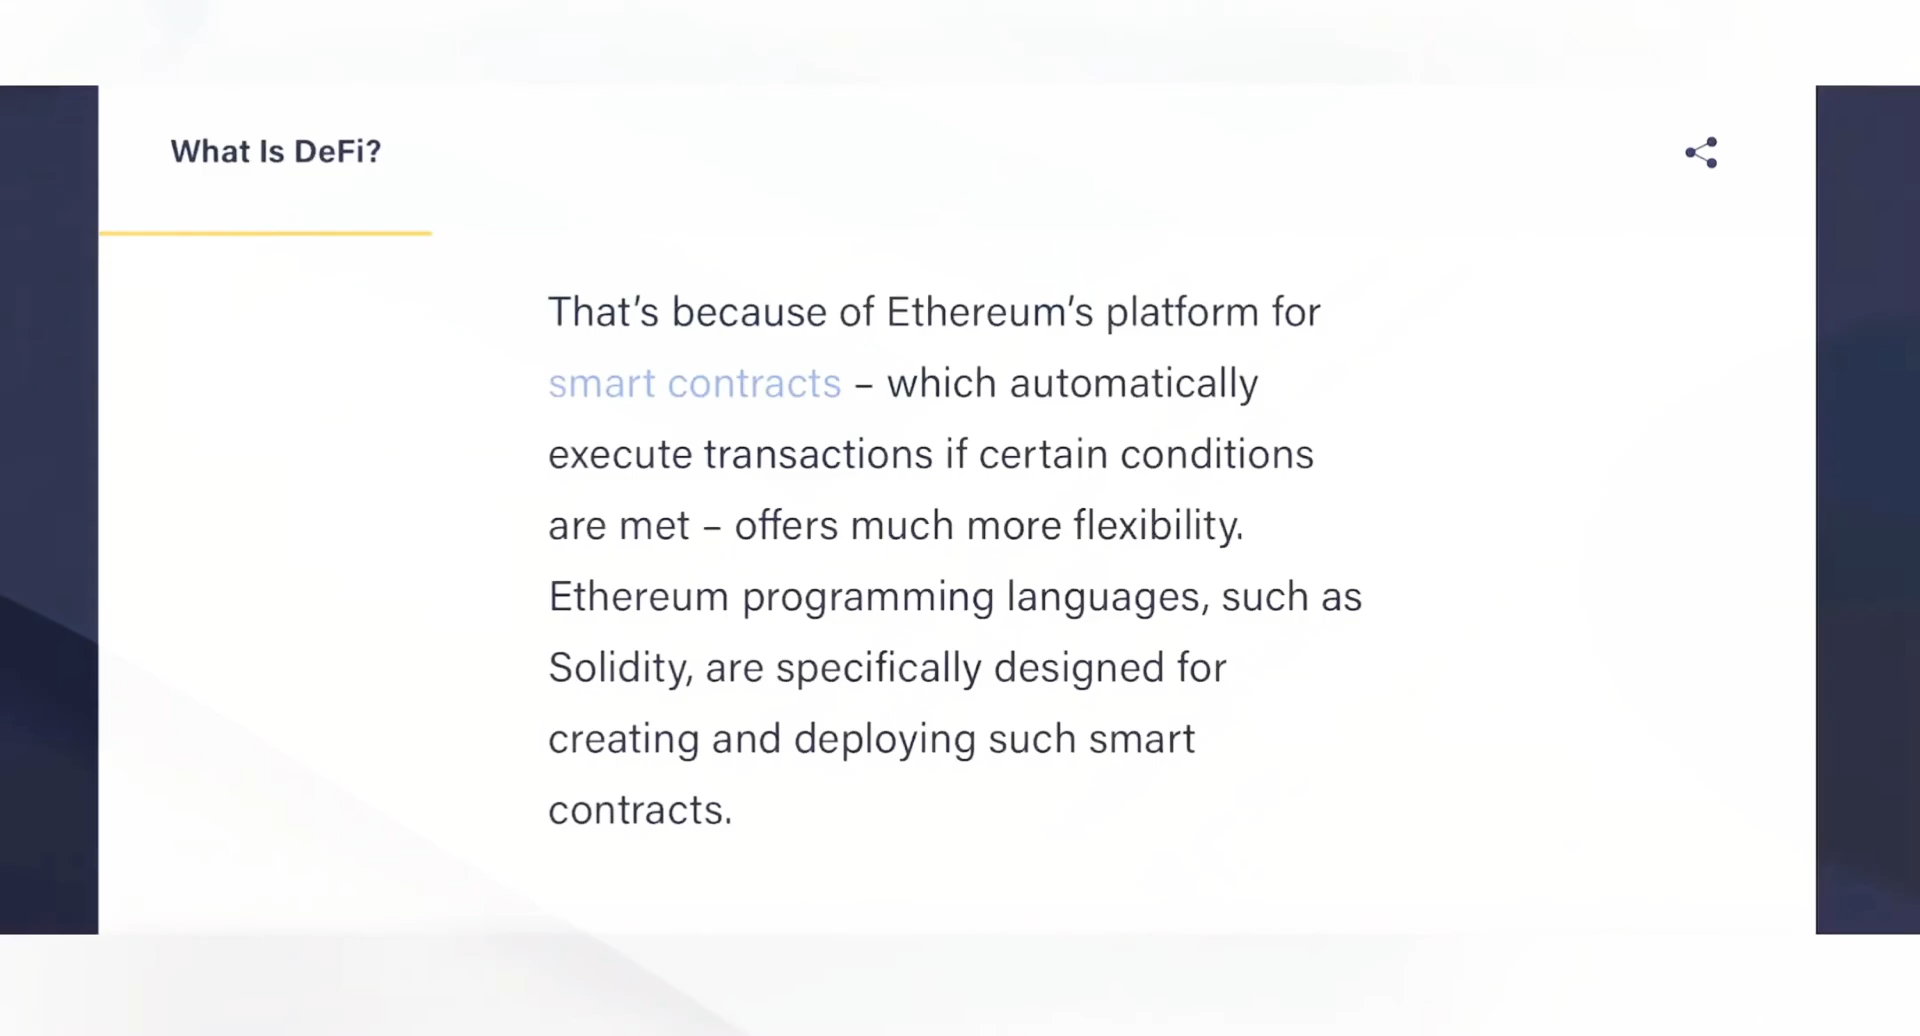 What Is DeFi?
That’s because of Ethereum’s platform for
smart contracts – which automatically
execute transactions if certain conditions
are met – offers much more flexibility.
Ethereum programming languages, such as
Solidity, are specifically designed for
creating and deploying such smart
contracts.